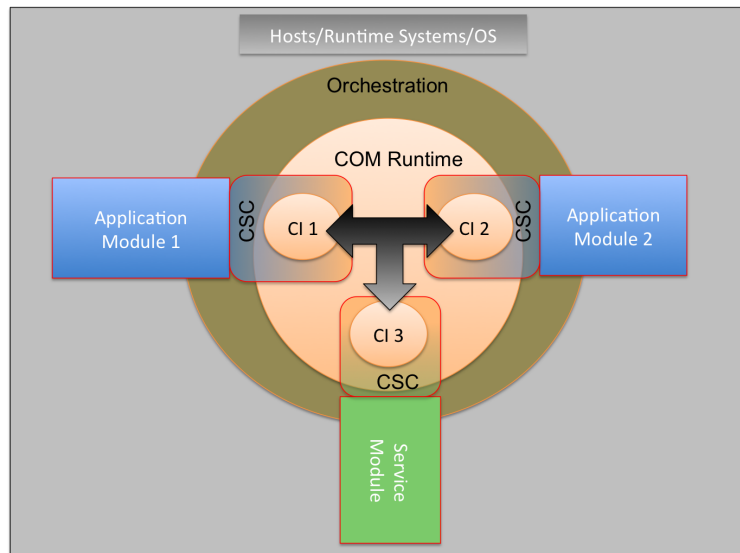 Hosts/Runtime Systems/OS
Orchestration
COM Runtime
Application
Module 1
CSC
CI 1
CI 2
CSC
Application
Module 2
CI 3
CSC
Service
Module